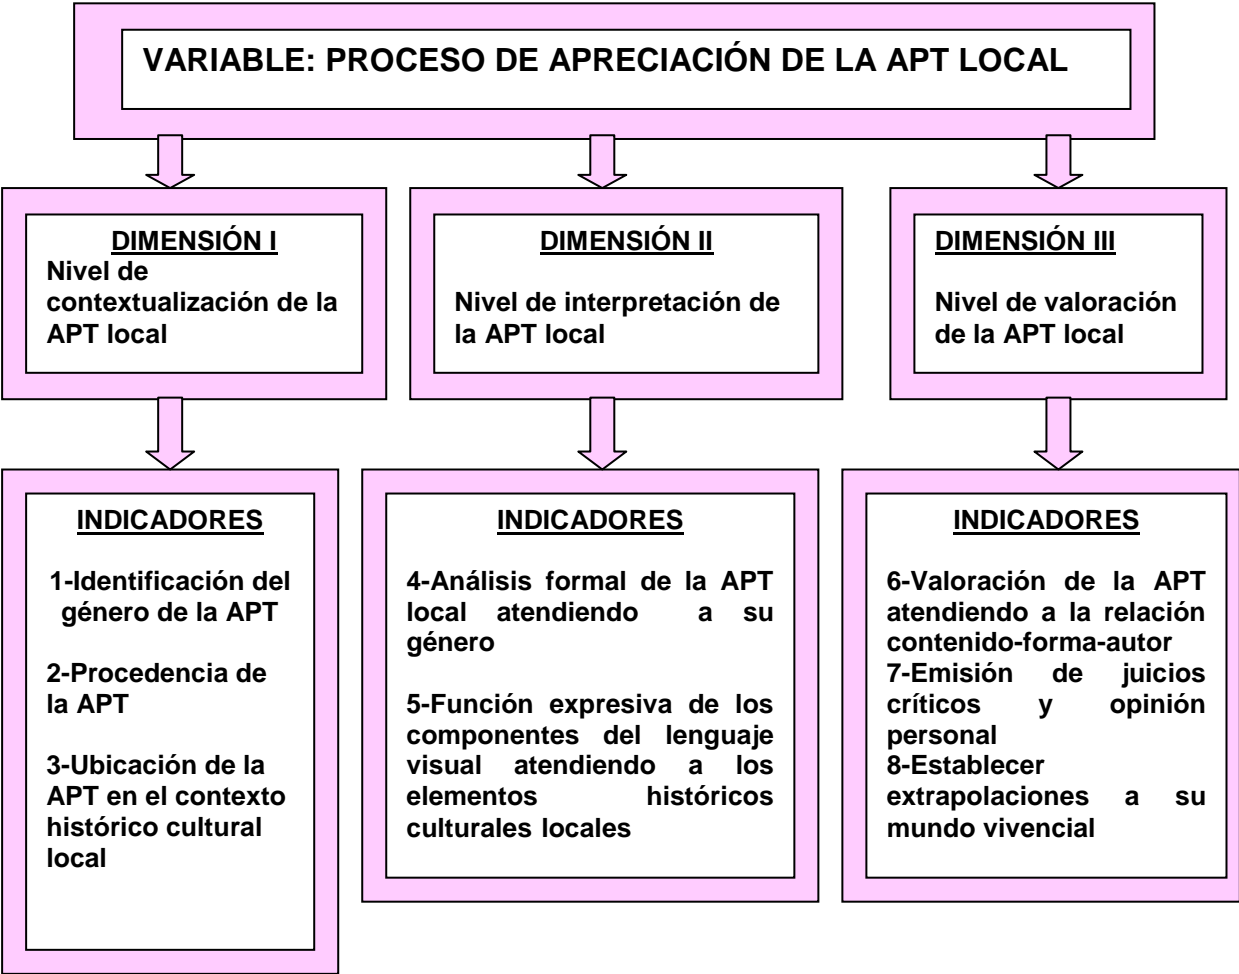 VARIABLE: PROCESO DE APRECIACIÓN DE LA APT LOCAL
DIMENSIÓN I
Nivel de
contextualización de la
APT local
DIMENSIÓN II
Nivel de interpretación de
la APT local
DIMENSIÓN III
Nivel de valoración
de la APT local
INDICADORES
1-Identificación del
género de la APT
2-Procedencia de
la APT
3-Ubicación de la
APT en el contexto
histórico cultural
local
INDICADORES
4-Análisis formal de la APT
local atendiendo a su
género
5-Función expresiva de los
componentes del lenguaje
visual atendiendo a los
elementos históricos
culturales locales
INDICADORES
6-Valoración de la APT
atendiendo a la relación
contenido-forma-autor
7-Emisión de juicios
críticos y opinión
personal
8-Establecer
extrapolaciones a su
mundo vivencial